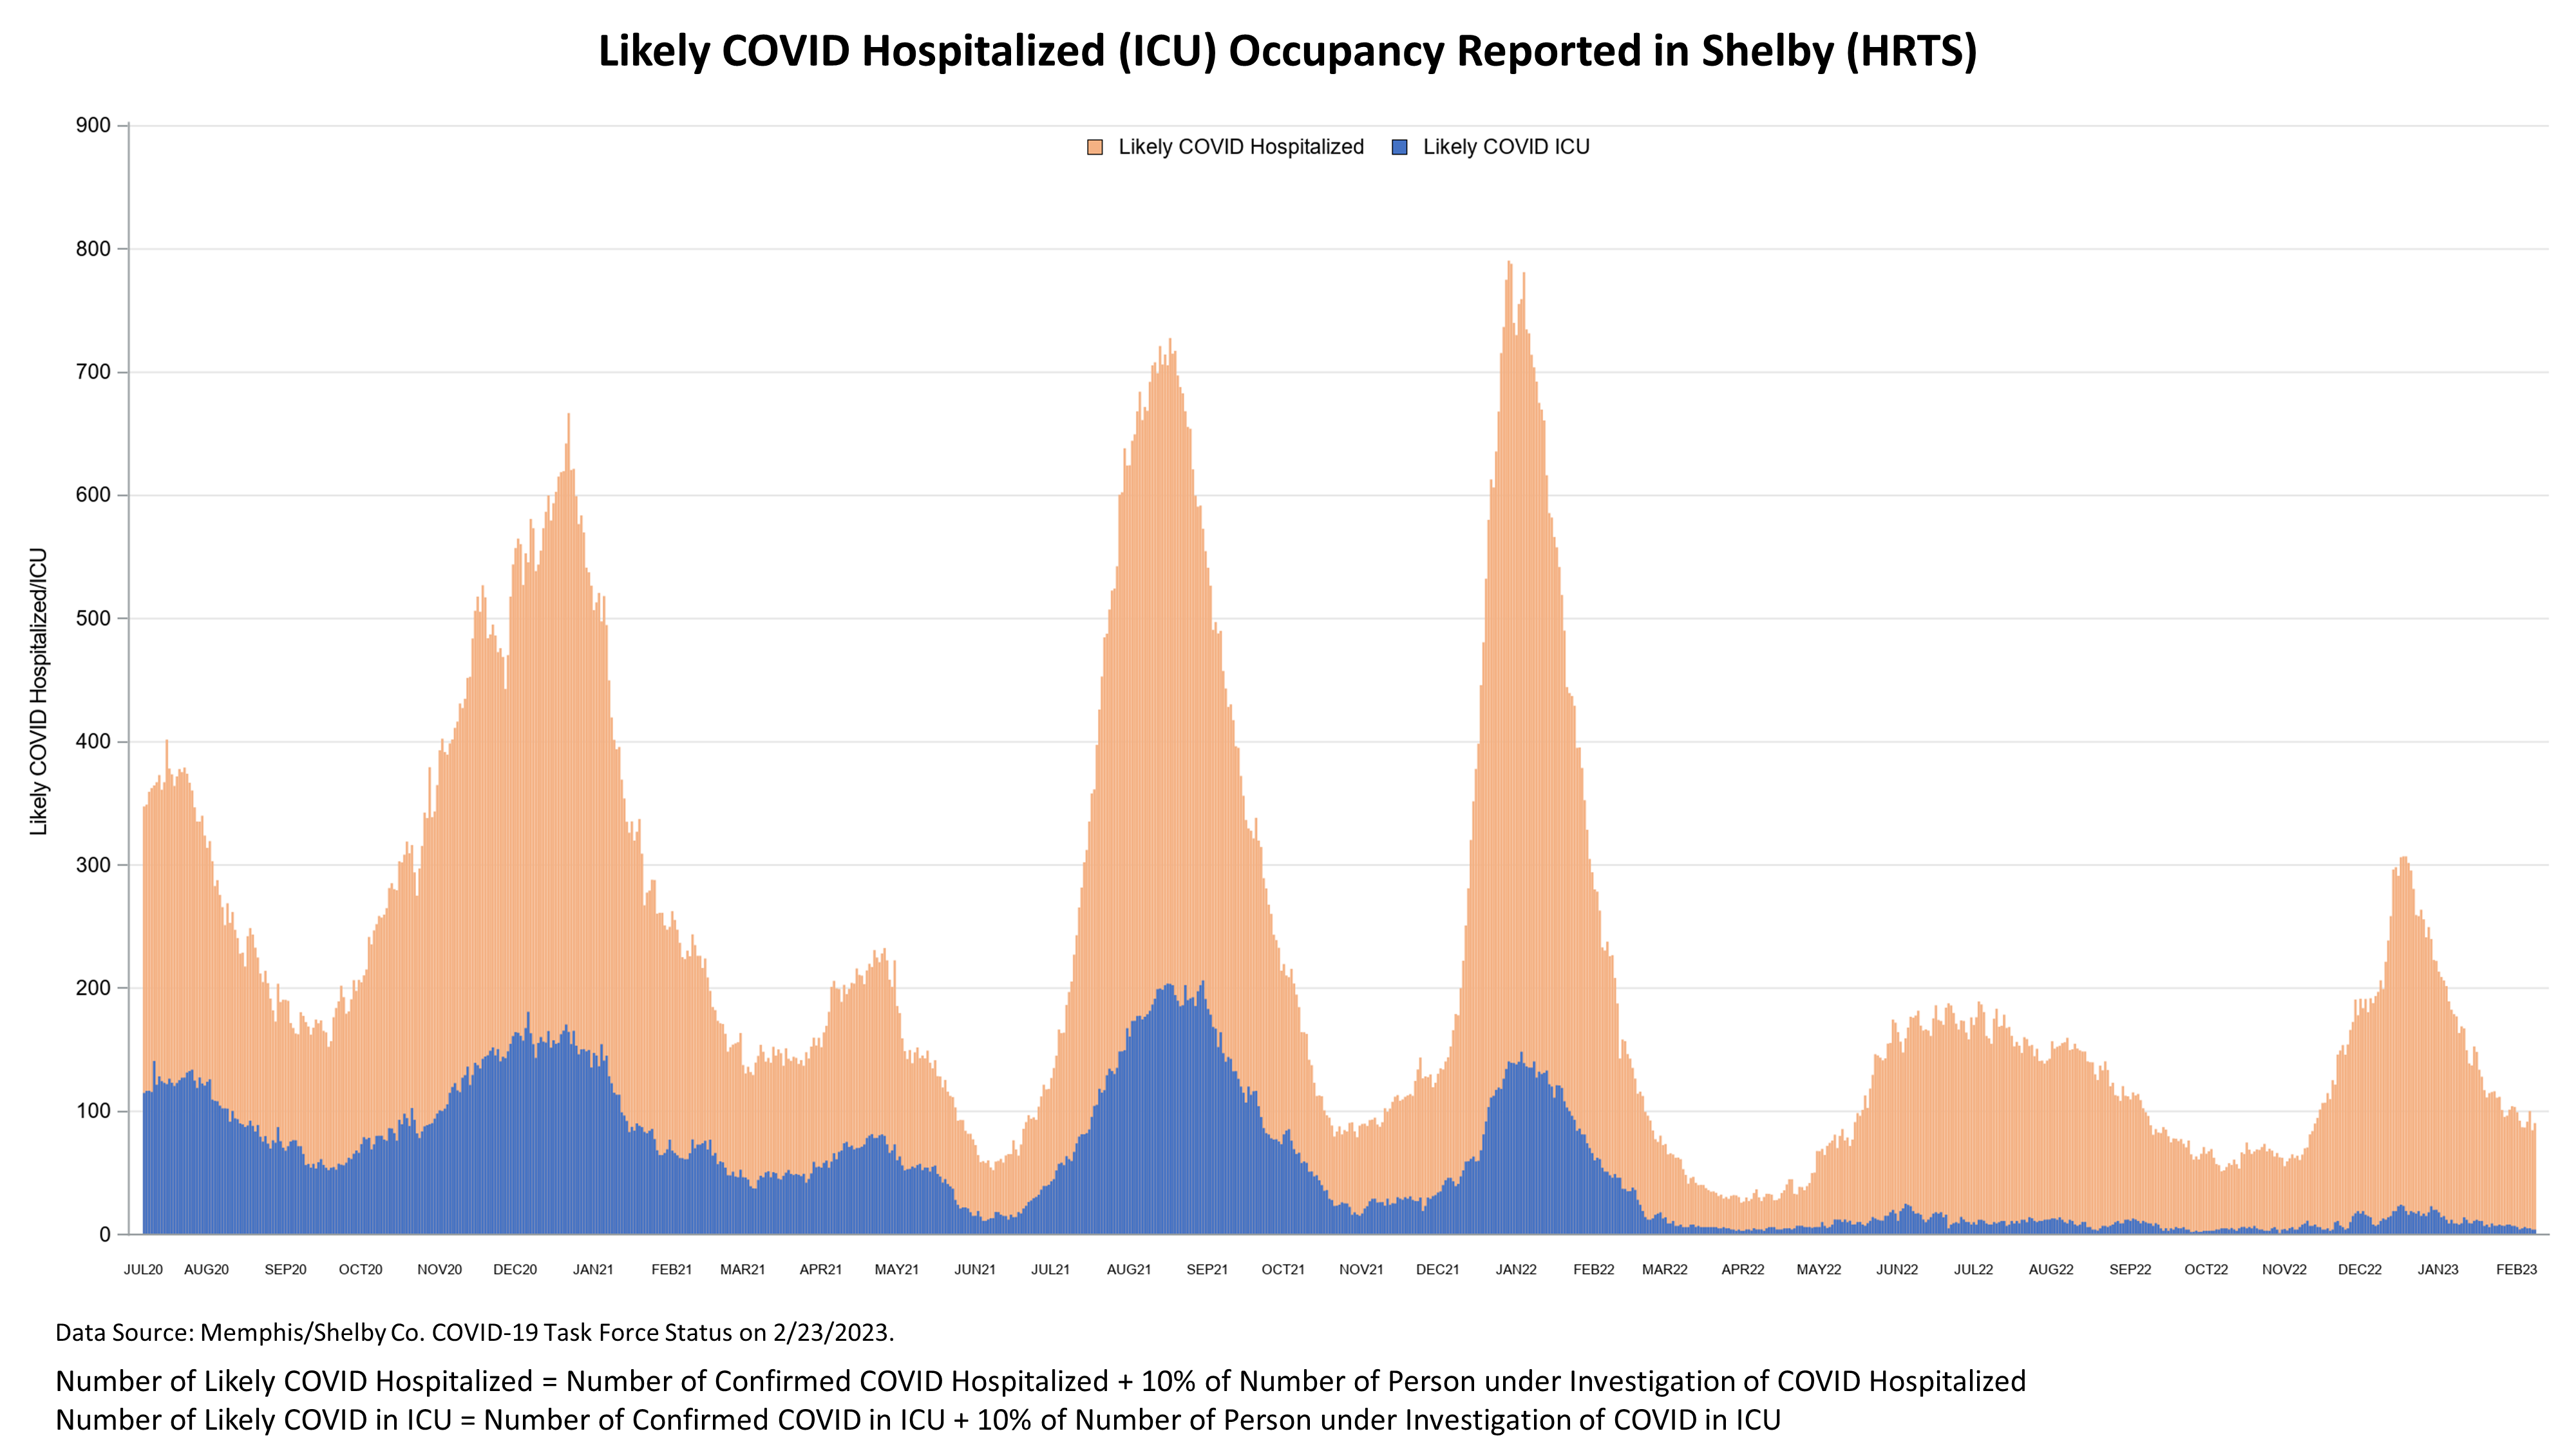 Likely COVID Hospitalized (ICU) Occupancy Reported in Shelby (HRTS)
Likely COVID Hospitalized Likely COVID ICU
Likely COVID Hospitalized/ICU
900
800
700
600
500
400
300
200
100
0
JUL20 AUG20 SEP20 OCT20 NOV20 DEC20 JAN21 FEB21 MAR21 APR21 MAY21 JUN21 JUL21 AUG21 SEP21 OCT21 NOV21 DEC21 JAN22 FEB22 MAR22 APR22 MAY22 JUN22 JUL22 AUG22 SEP22 OCT22 NOV22 DEC22 JAN23 FEB23
Data Source: Memphis/Shelby Co. COVID-19 Task Force Status on 2/23/2023.
Number of Likely COVID Hospitalized = Number of Confirmed COVID Hospitalized + 10% of Number of Person under Investigation of COVID Hospitalized
Number of Likely COVID in ICU = Number of Confirmed COVID in ICU + 10% of Number of Person under Investigation of COVID in ICU